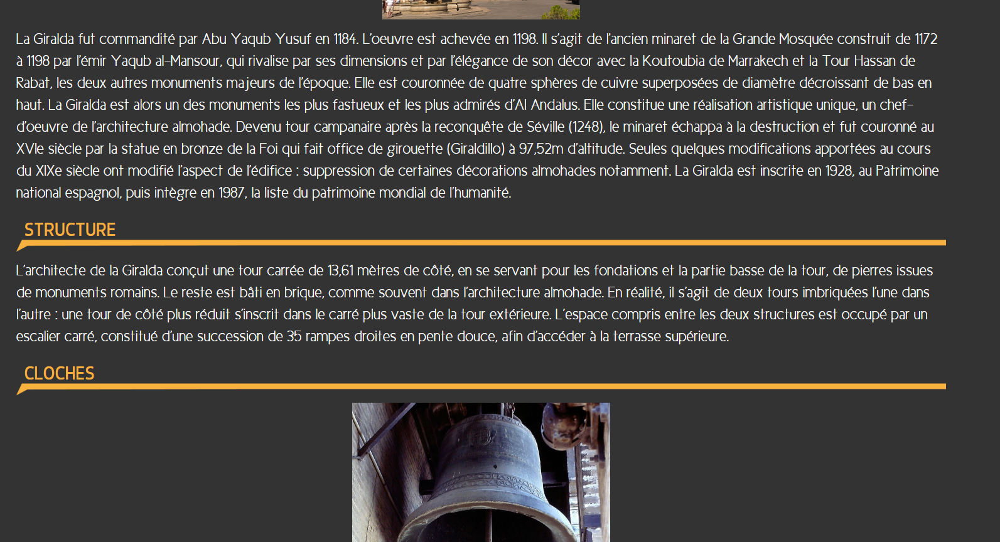 La Giralda fut commandité par Abu Yaqub Yusuf en 1184. L'oeuvre est achevée en 1198. Il s'agit de l'ancien minaret de la Grande Mosquée construit de 1172
à 1198 par l'émir Yaqub al-Mansour, qui rivalise par ses dimensions et par l'élégance de son décor avec la Koutoubia de Marrakech et la Tour Hassan de
Rabat, les deux autres monuments majeurs de l'époque. Elle est couronnée de quatre sphères de cuivre superposées de diamètre décroissant de bas en
haut. La Giralda est alors un des monuments les plus fastueux et les plus admirés d'Al Andalus. Elle constitue une réalisation artistique unique, un chef-
d'oeuvre de l'architecture almohade. Devenu tour campanaire après la reconquête de Séville (1248), le minaret échappa à la destruction et fut couronné au
XVIe siècle par la statue en bronze de la Foi qui fait office de girouette (Giraldillo) à 97,52m d'altitude. Seules quelques modifications apportées au cours
du XIXe siècle ont modifié l'aspect de l'édifice : suppression de certaines décorations almohades notamment. La Giralda est inscrite en 1928, au Patrimoine
national espagnol, puis intègre en 1987, la liste du patrimoine mondial de l'humanité.
STRUCTURE
L'architecte de la Giralda conçut une tour carrée de 13,61 mètres de côté, en se servant pour les fondations et la partie basse de la tour, de pierres issues
de monuments romains. Le reste est bâti en brique, comme souvent dans l'architecture almohade. En réalité, il s'agit de deux tours imbriquées l'une dans
l'autre : une tour de côté plus réduit s'inscrit dans le carré plus vaste de la tour extérieure. L'espace compris entre les deux structures est occupé par un
escalier carré, constitué d'une succession de 35 rampes droites en pente douce, afin d'accéder à la terrasse supérieure.
CLOCHES